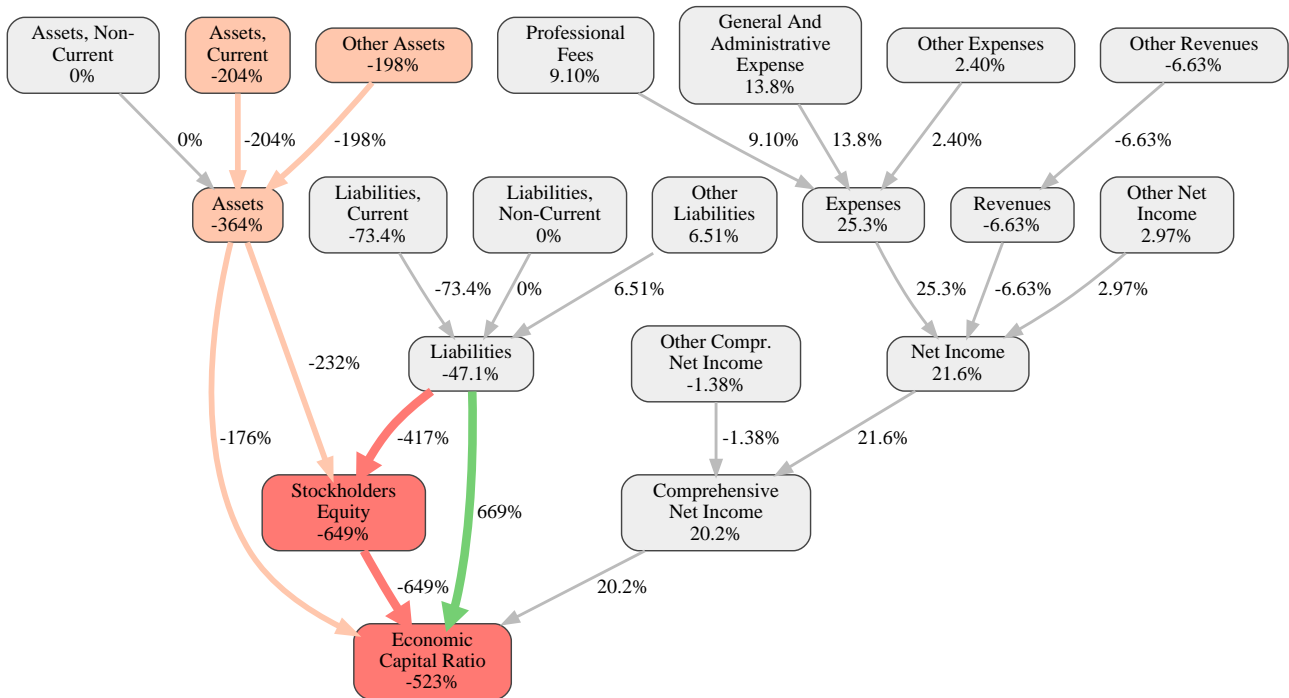 Assets, Non-
Current
0%
Assets,
Current
-204%
Other Assets
-198%
Professional
Fees
9.10%
General And
Administrative
Expense
13.8%
Other Expenses
2.40%
Other Revenues
-6.63%
0%
-204%
-198%
9.10%
13.8%
2.40%
-6.63%
Assets
-364%
Liabilities,
Current
-73.4%
Liabilities,
Non-Current
0%
Other
Liabilities
6.51%
Expenses
25.3%
Revenues
-6.63%
Other Net
Income
2.97%
-73.4%
0%
6.51%
25.3%
-6.63%
2.97%
-232%
Liabilities
-47.1%
Other Compr.
Net Income
-1.38%
Net Income
21.6%
-176%
-417%
-1.38%
21.6%
Stockholders
Equity
-649%
669%
Comprehensive
Net Income
20.2%
-649%
20.2%
Economic
Capital Ratio
-523%